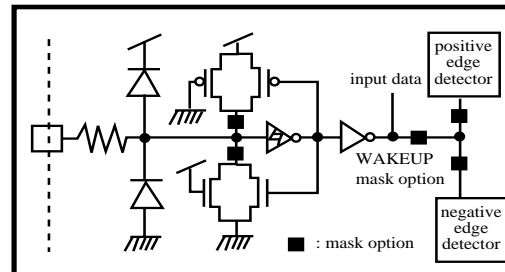 positive
edge
detector
input data
WAKEUP
mask option
negative
edge
detector
: mask option